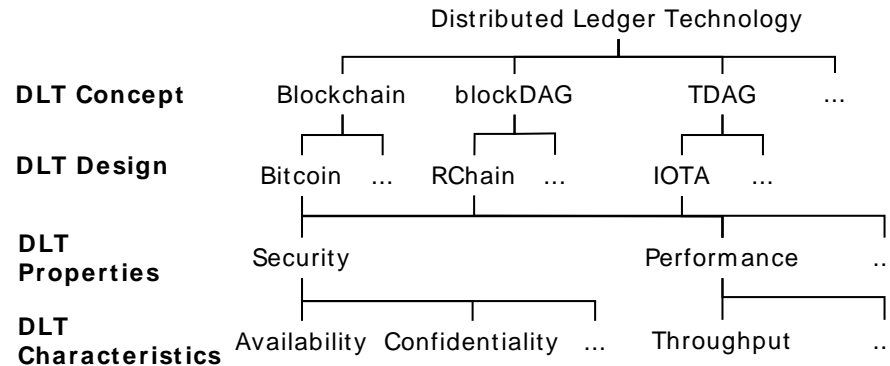 Distributed Ledger Technology
DLT Concept Blockchain blockDAG TDAG ...
DLT Design Bitcoin ... RChain ... IOTA ...
DLT
Properties Security Performance ..
DLT
Characteristics Availability Confidentiality ... Throughput ..